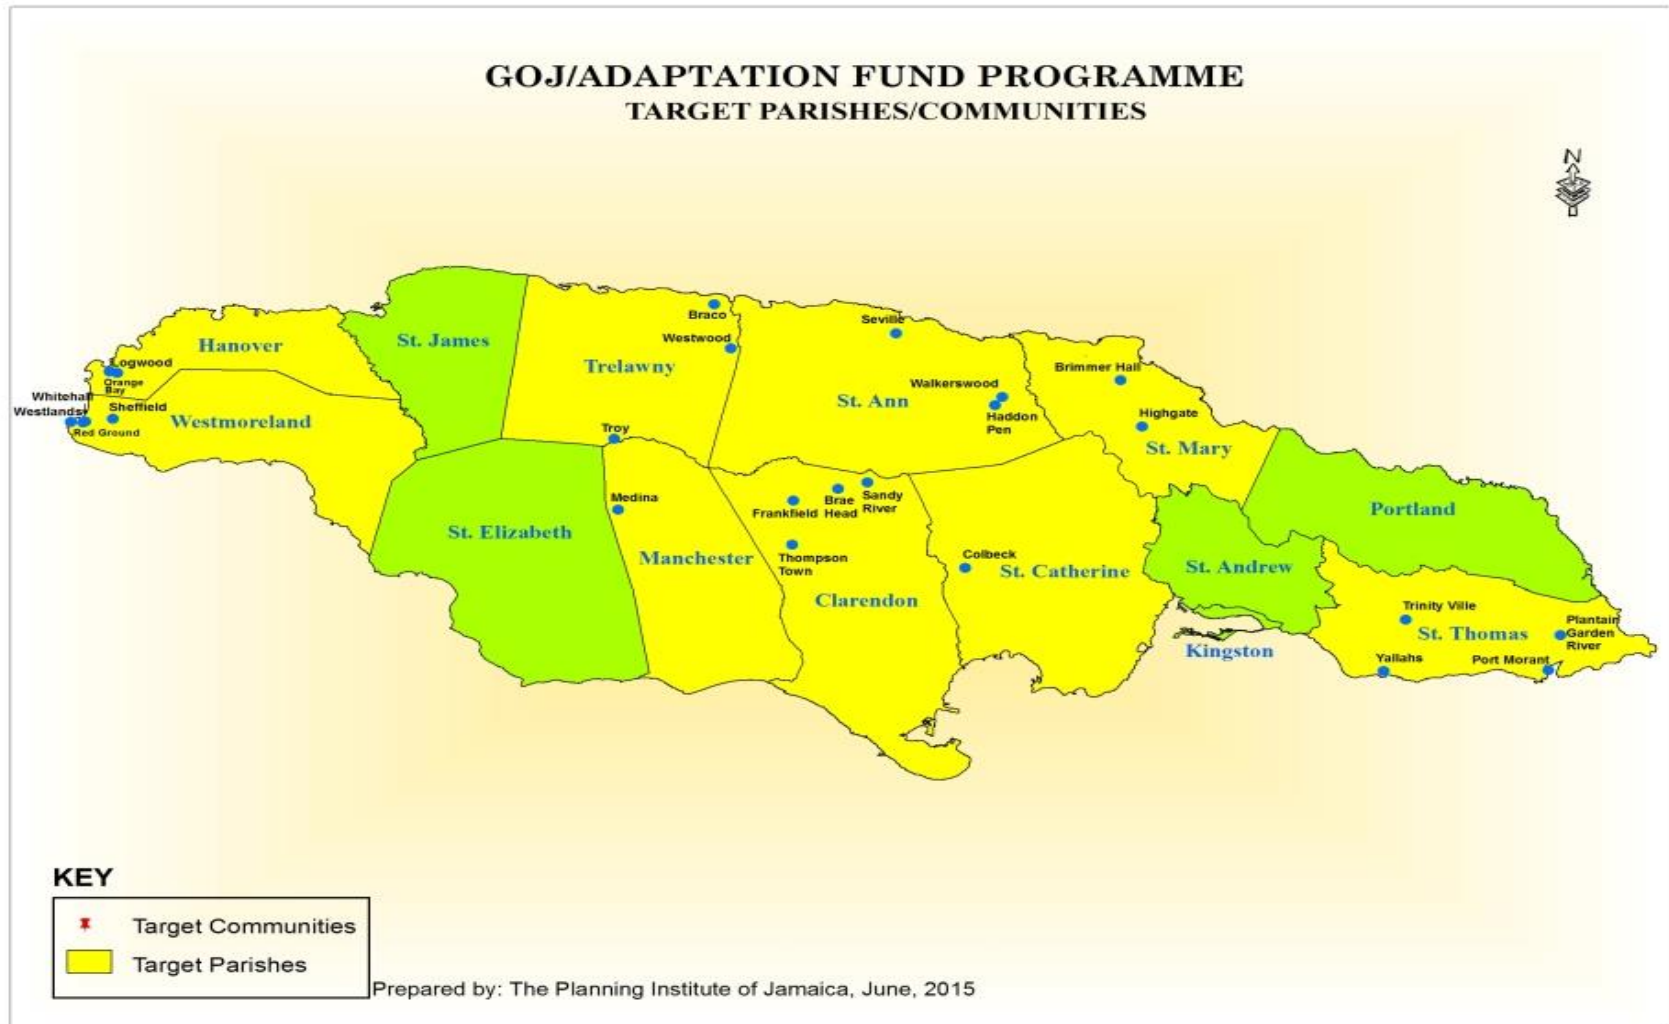 GOJ/ADAPTATION FUND PROGRAMME
TARGET PARISHES/COMMUNITIES
N
St. James
Hanover
Logwood
Orange
Bay
Whitehall
Westlands
Sheffield
Red Ground
Westmoreland
Braco
Westwood
Trelawny
Troy
Seville
St. Ann
Walkerswood
Haddon
Pen
Brimmer Hall
Highgate
St. Mary
Portland
St. Elizabeth
Medina
Manchester
Frankfield
Brae
Head
Sandy
River
Thompson
Town
Clarendon
Colbeck
St. Catherine
St. Andrew
Kingston
Trinity Ville
St. Thomas
Plantain
Garden
River
Yallahs
Port Morant
KEY
Target Communities
Target Parishes
Prepared by: The Planning Institute of Jamaica, June, 2015